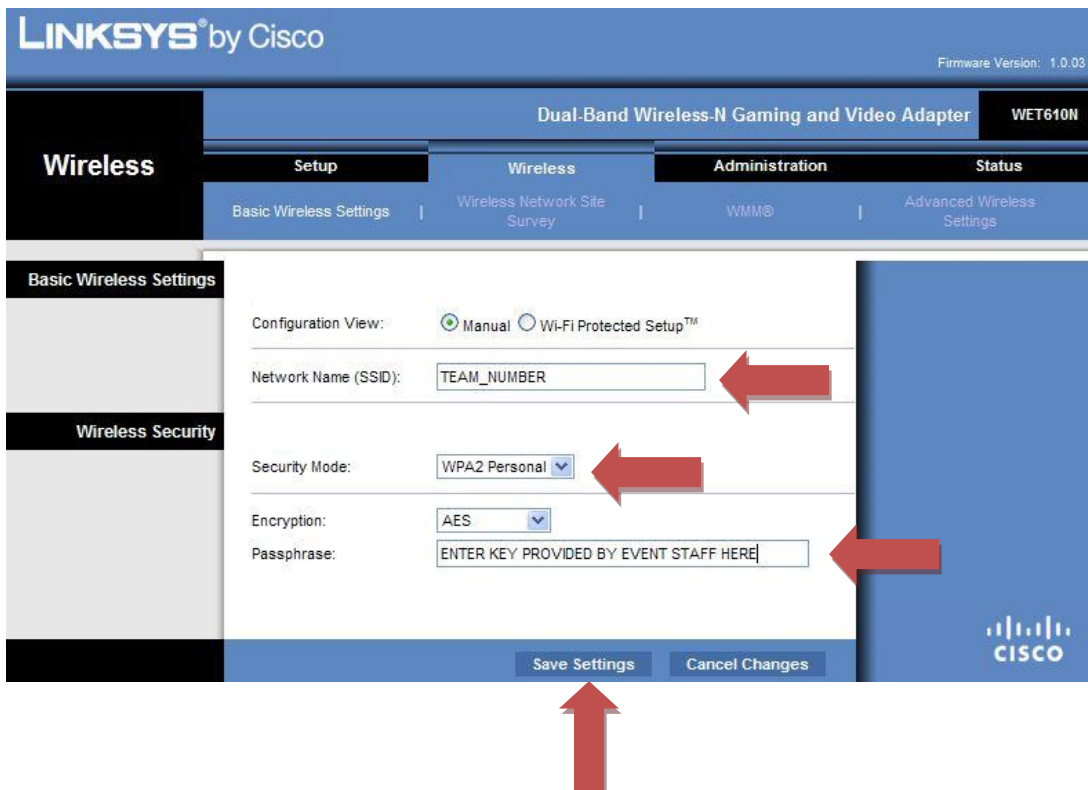 LINKSYS® by Cisco
Firmware Version: 1.0.03
Dual-Band Wireless-N Gaming and Video Adapter WET610N
Wireless
Setup Wireless Administration Status
Basic Wireless Settings | Wireless Network Site Survey | WMM® | Advanced Wireless Settings
Basic Wireless Settings
Configuration View: Manual Wi-Fi Protected Setup™
Network Name (SSID): TEAM_NUMBER
Wireless Security
Security Mode: WPA2 Personal
Encryption: AES
Passphrase: ENTER KEY PROVIDED BY EVENT STAFF HERE
CISCO
Save Settings Cancel Changes